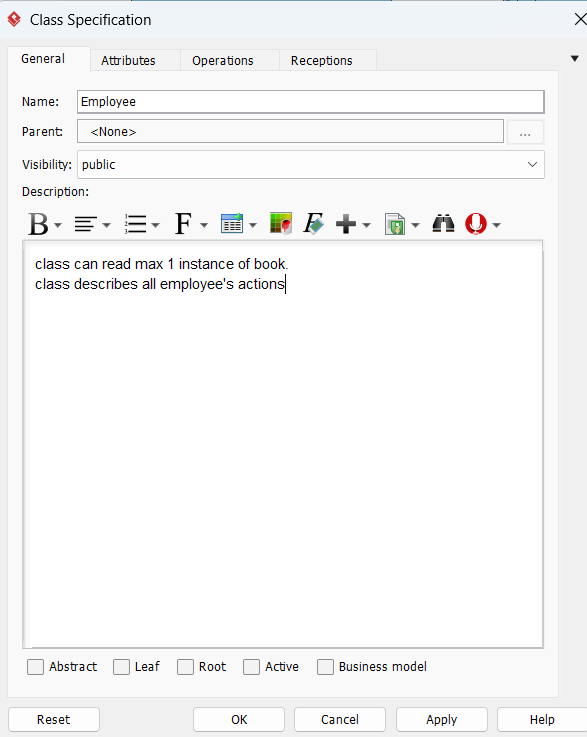 Class Specification
General
Attributes
Operations
Receptions
Name:
Employee
Parent:
<None>
...
Visibility:
public
Description:
B
F
F
class can read max 1 instance of book.
class describes all employee's actions
Abstract
Leaf
Root
Active
Business model
Reset
OK
Cancel
Apply
Help